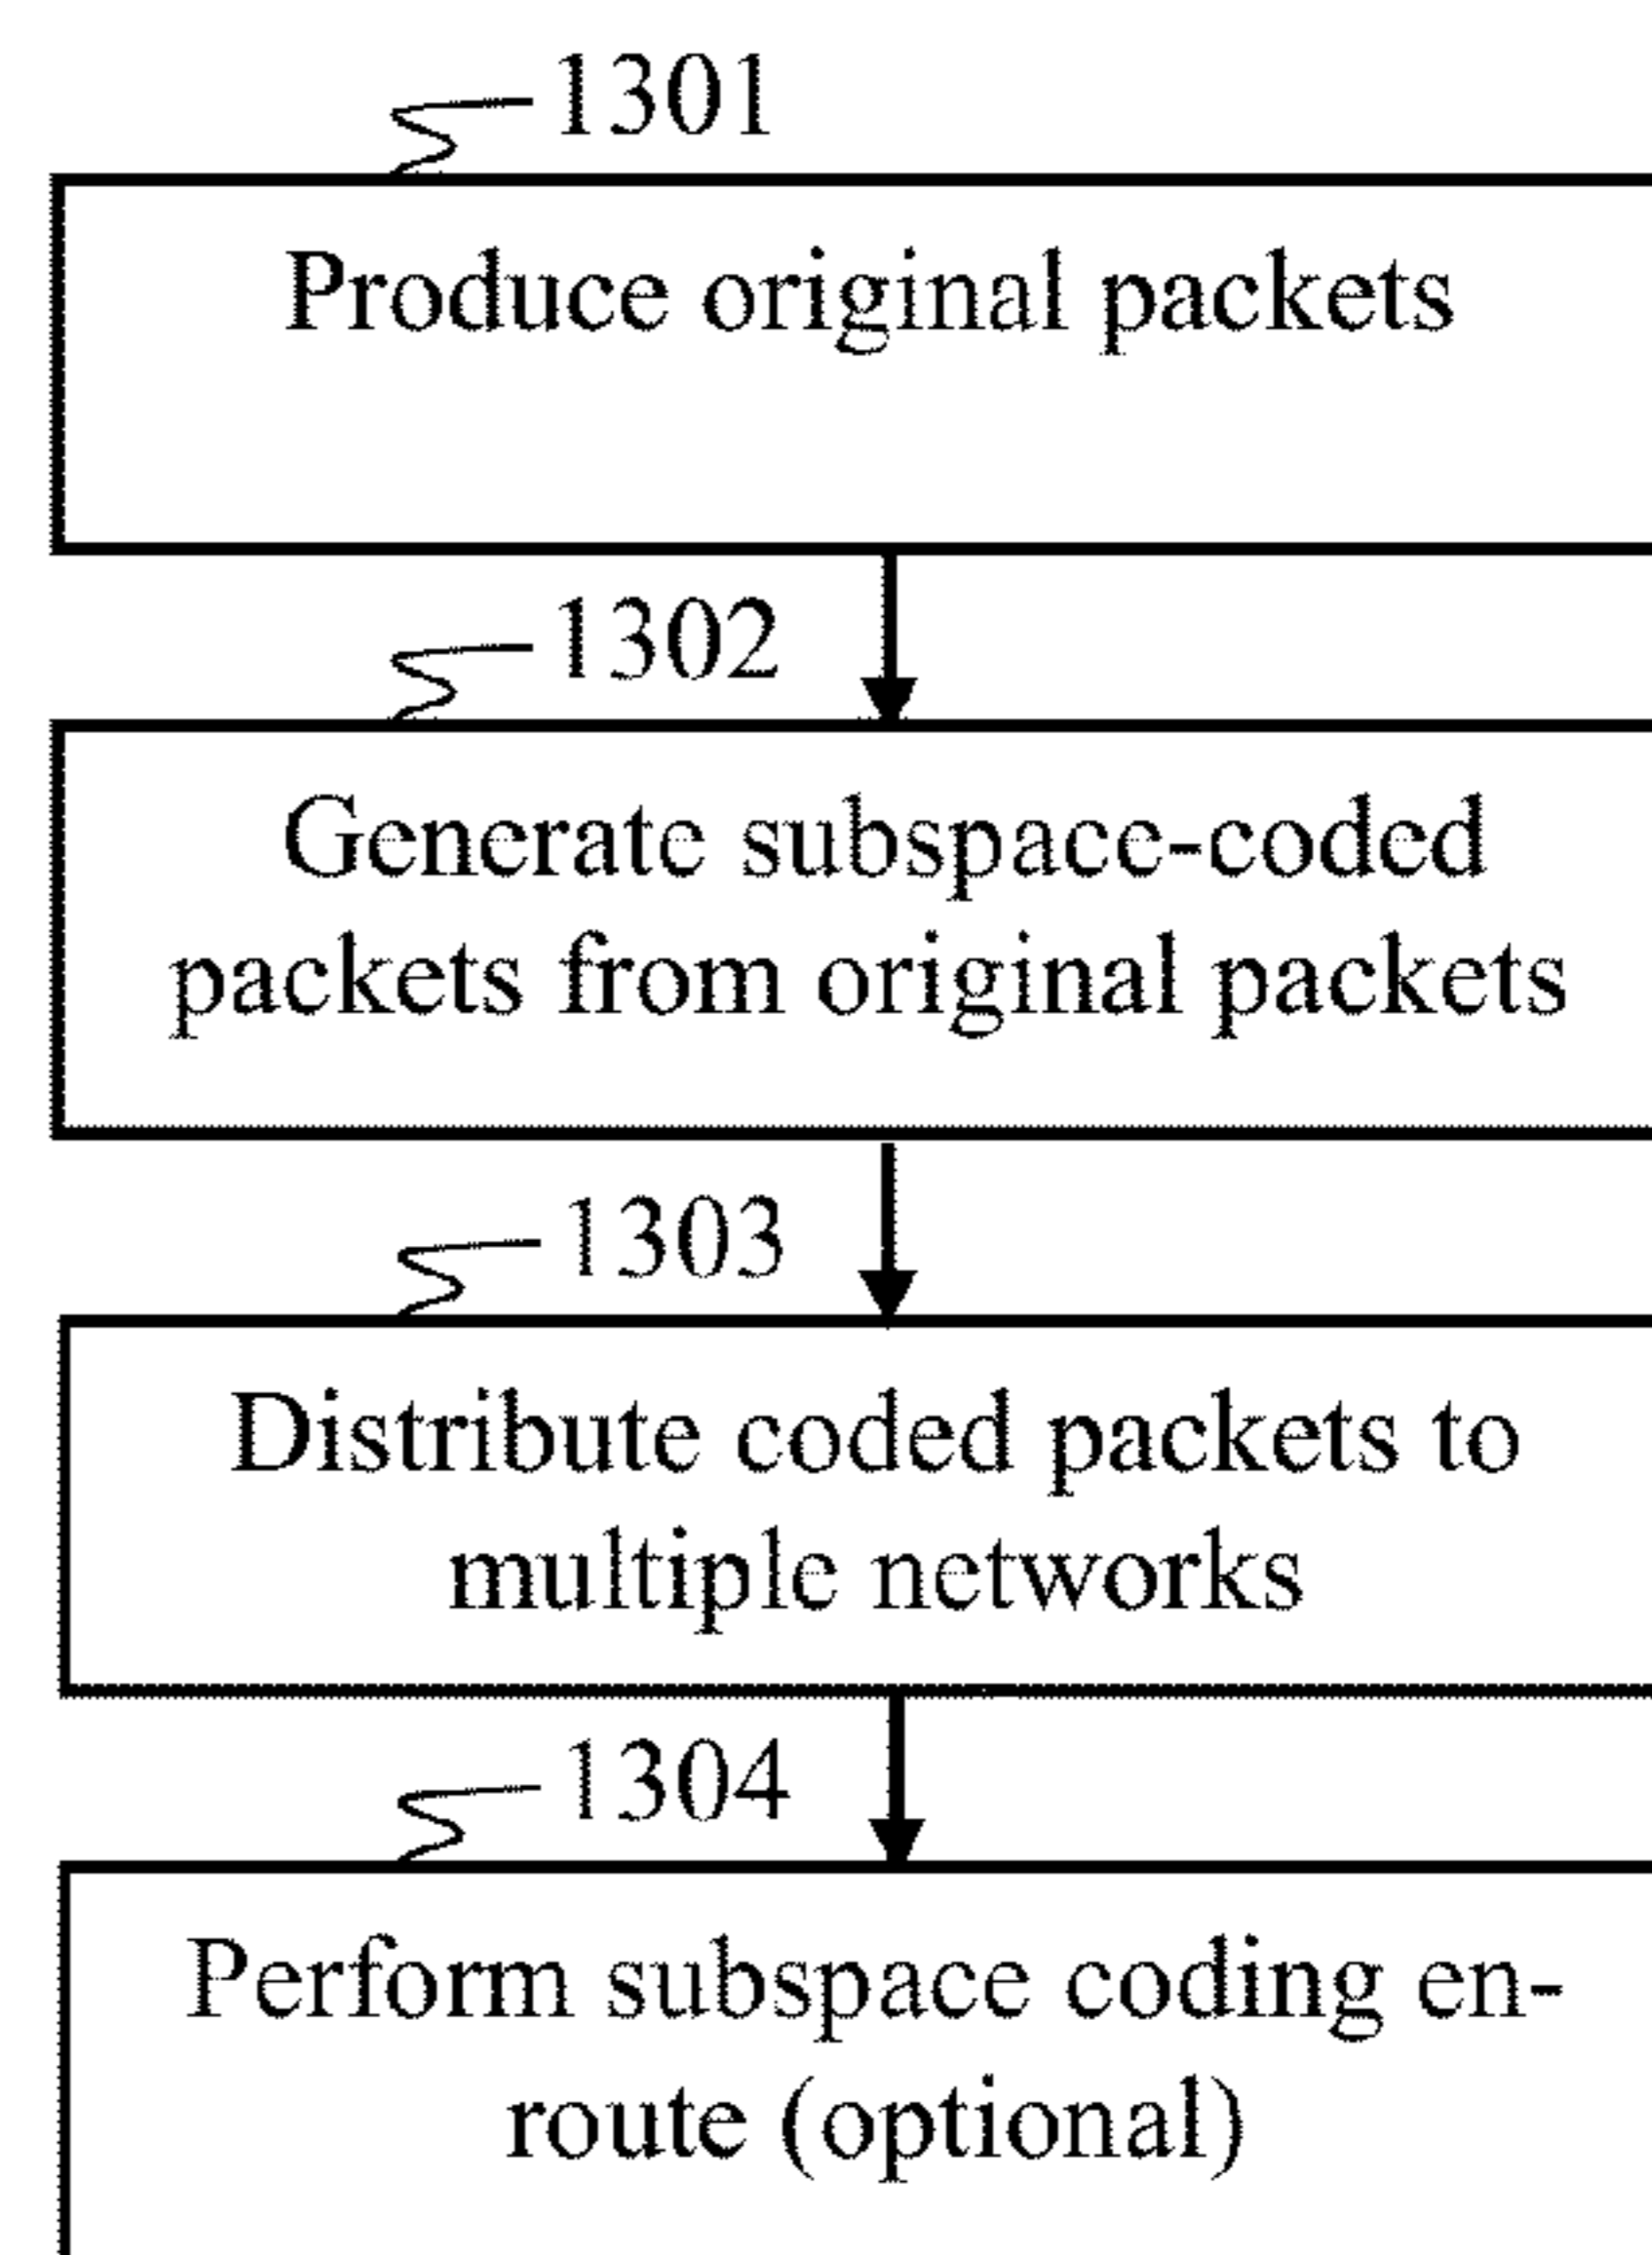 1301
Produce original packets
1302
Generate subspace-coded
packets from original packets
1303
Distribute coded packets to
multiple networks
1304
Perform subspace coding en-
route (optional)